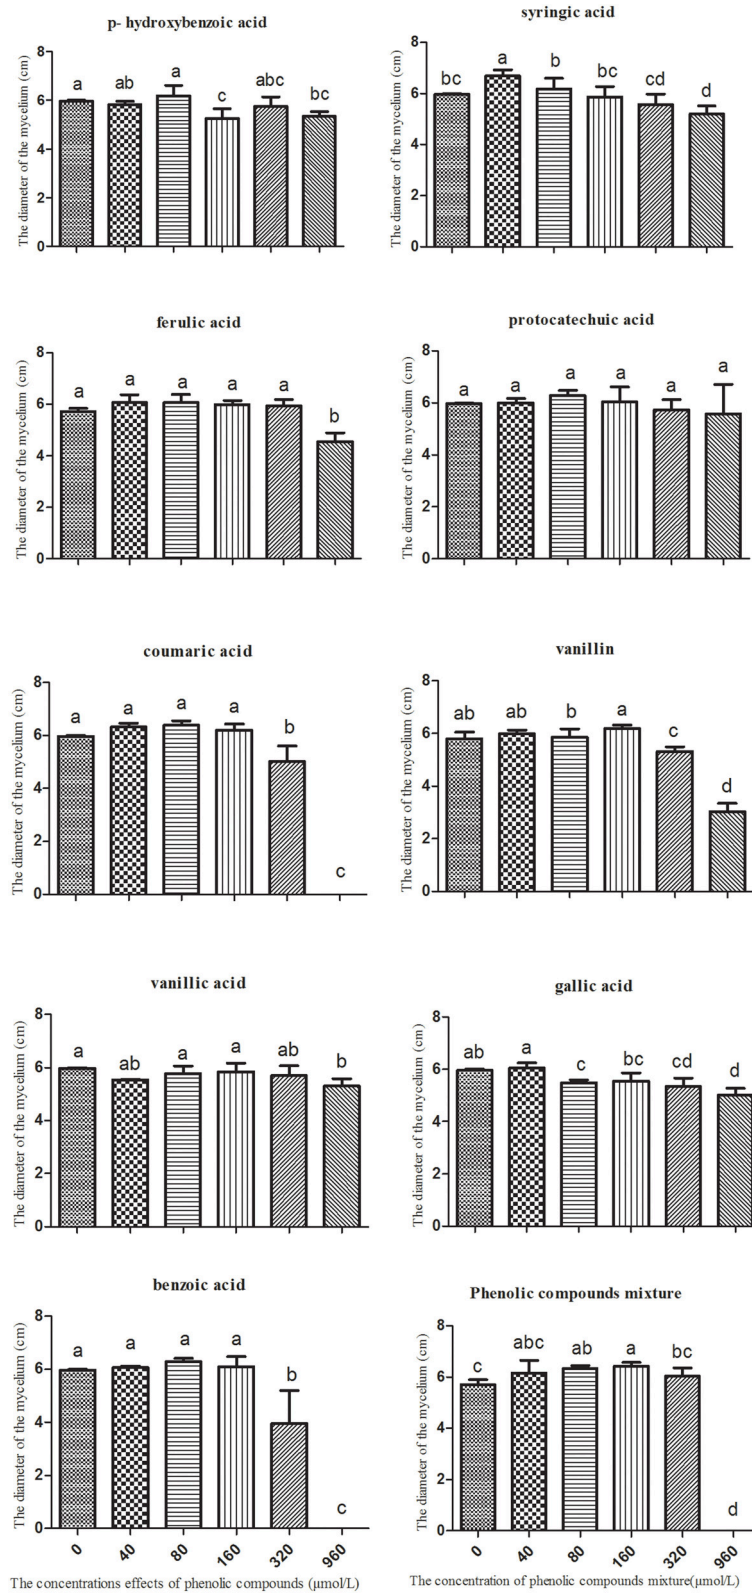 p- hydroxybenzoic acid
The diameter of the mycelium (cm)
8
6
4
2
0
a ab a c abc bc
syringic acid
The diameter of the mycelium (cm)
8
6
4
2
0
bc a b bc cd d
ferulic acid
The diameter of the mycelium (cm)
8
6
4
2
0
a a a a a b
protocatechuic acid
The diameter of the mycelium (cm)
8
6
4
2
0
a a a a a a
coumaric acid
The diameter of the mycelium (cm)
8
6
4
2
0
a a a a b c
vanillin
The diameter of the mycelium (cm)
8
6
4
2
0
ab ab b a c d
vanillic acid
The diameter of the mycelium (cm)
8
6
4
2
0
a ab a a ab b
gallic acid
The diameter of the mycelium (cm)
8
6
4
2
0
ab a c bc cd d
benzoic acid
The diameter of the mycelium (cm)
8
6
4
2
0
a a a a b c
0 40 80 160 320 960
The concentrations effects of phenolic compounds (μmol/L)
Phenolic compounds mixture
The diameter of the mycelium (cm)
8
6
4
2
0
c abc ab a bc d
0 40 80 160 320 960
The concentration of phenolic compounds mixture(μmol/L)